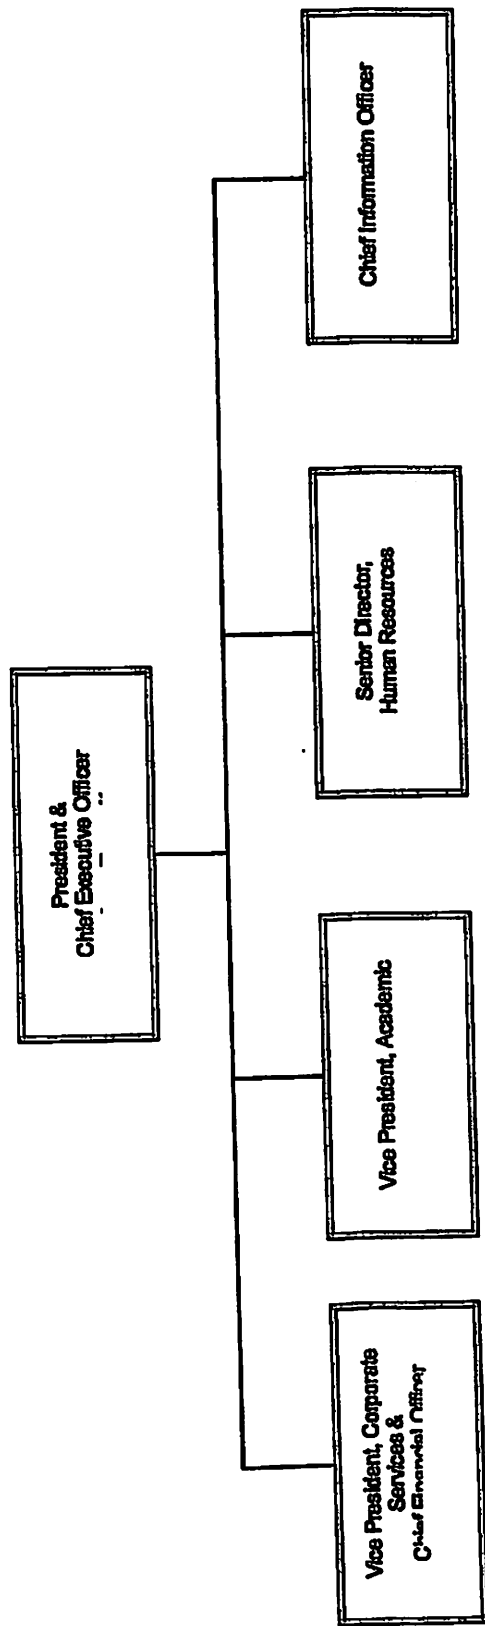 President &
Chief Executive Officer
Vice President, Corporate
Services &
Chief Financial Officer
Vice President, Academic
Senior Director,
Human Resources
Chief Information Officer